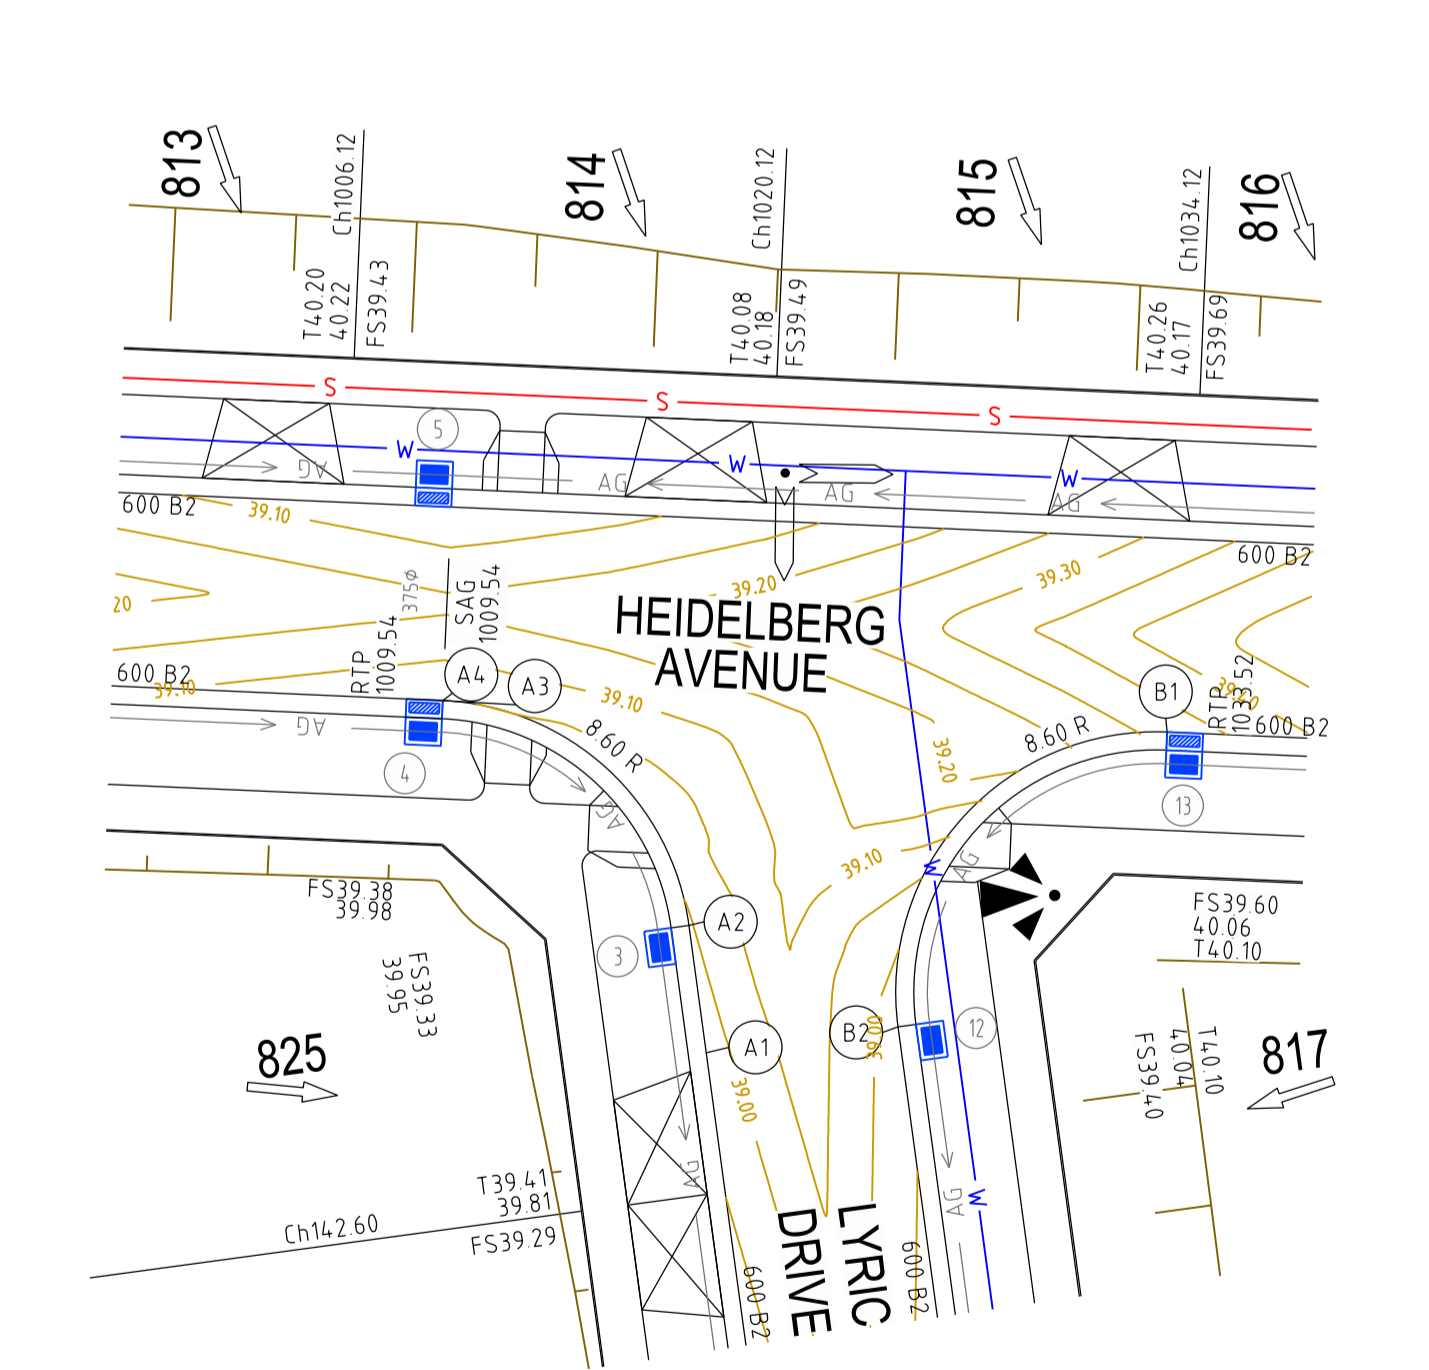 813
814
815
816
Ch1006.12
Ch1020.12
Ch1034.12
T40.20
40.22
FS39.43
T40.08
40.18
FS39.49
T40.26
40.17
FS39.69
S
S
S
5
W
W
W
AG
AG
AG
AG
600 B2
39.10
600 B2
39.30
39.20
20
375Ø
SAG
1009.54
HEIDELBERG
AVENUE
RTP
1009.54
600 B2
39.10
A4
A3
39.10
8.60 R
B1
RTP
1033.52
600 B2
8.60 R
39.20
AG
4
13
AG
39.10
W
AG
FS39.38
39.98
FS39.60
40.06
T40.10
A2
3
FS39.33
39.95
B2
39.00
12
A1
825
817
T40.10
40.04
FS39.40
39.00
AG
AG
W
T39.41
39.81
Ch142.60
FS39.29
LYRIC
DRIVE
600 B2
600 B2